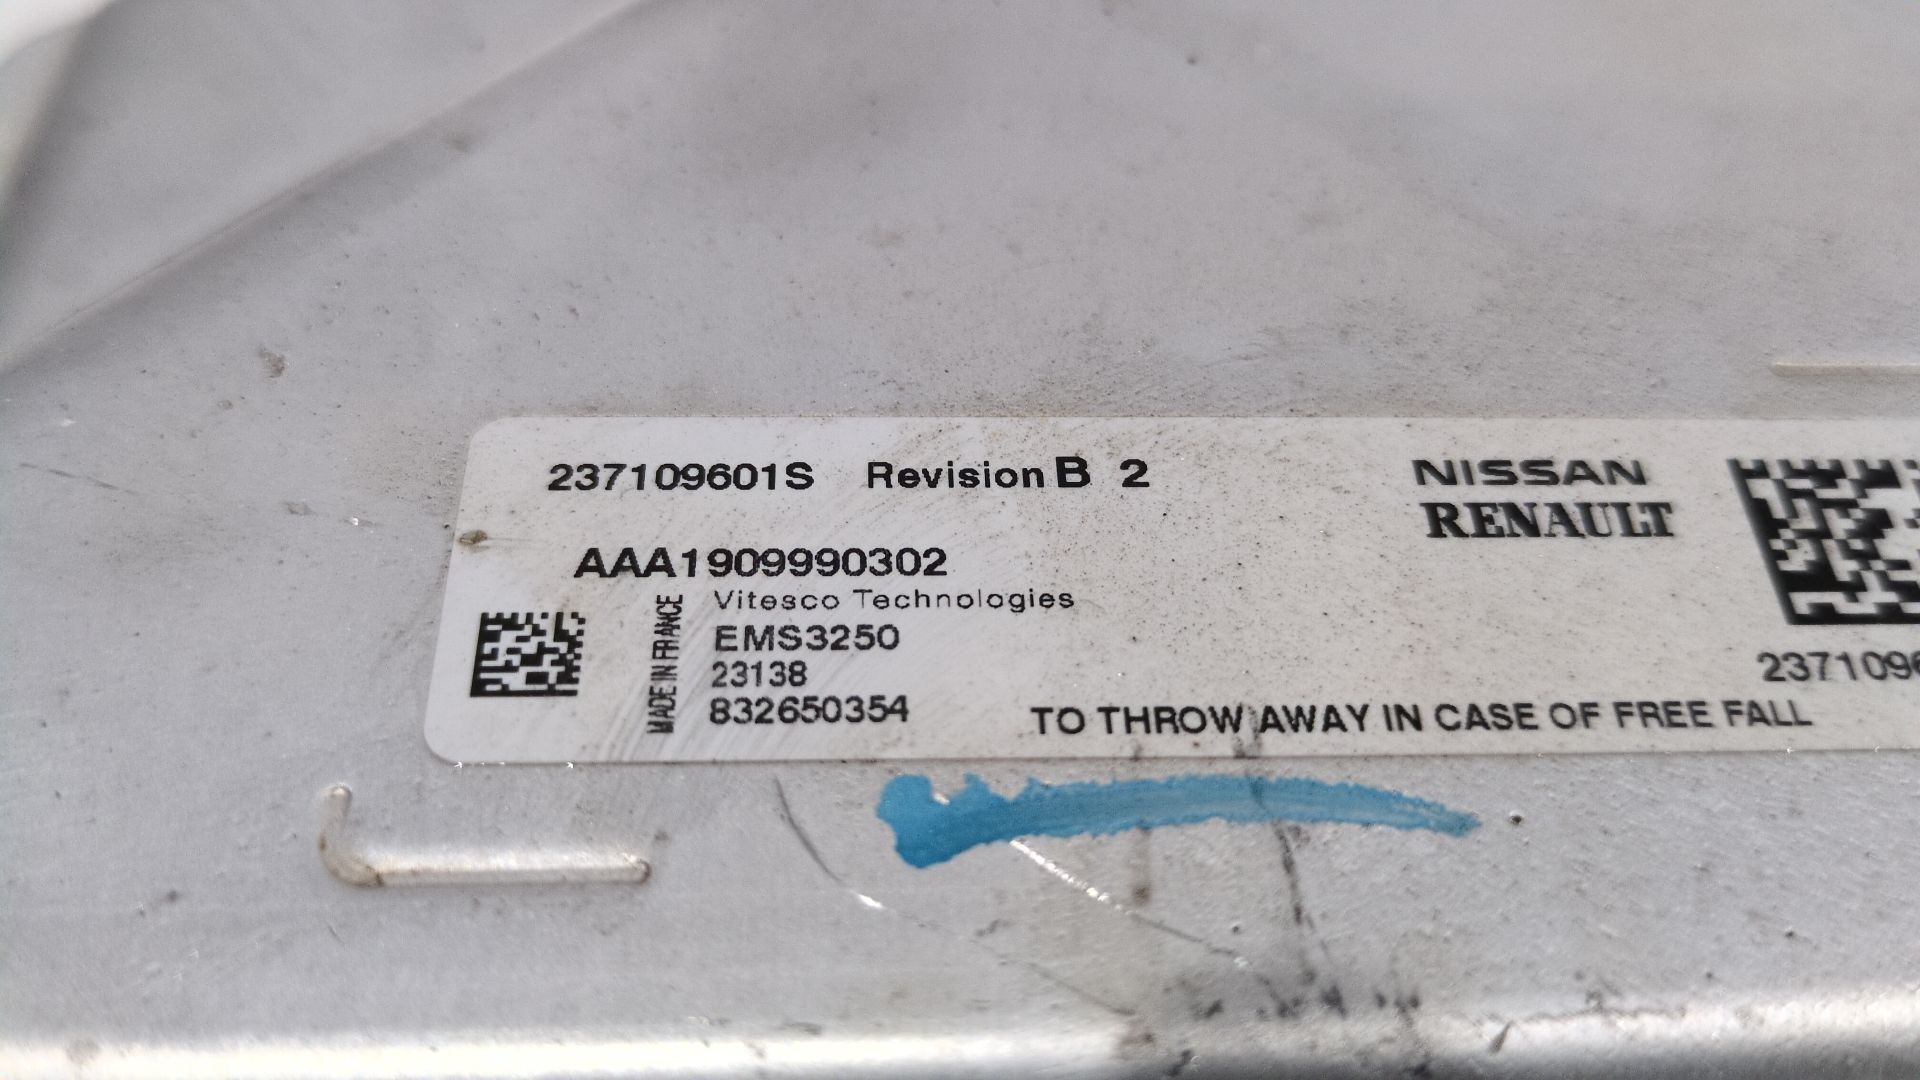 237109601S Revision B 2
NISSAN
RENAULT
AAA1909990302
Vitesco Technologies
MADE IN FRANCE
EMS3250
23138
832650354
TO THROW AWAY IN CASE OF FREE FALL
2371096